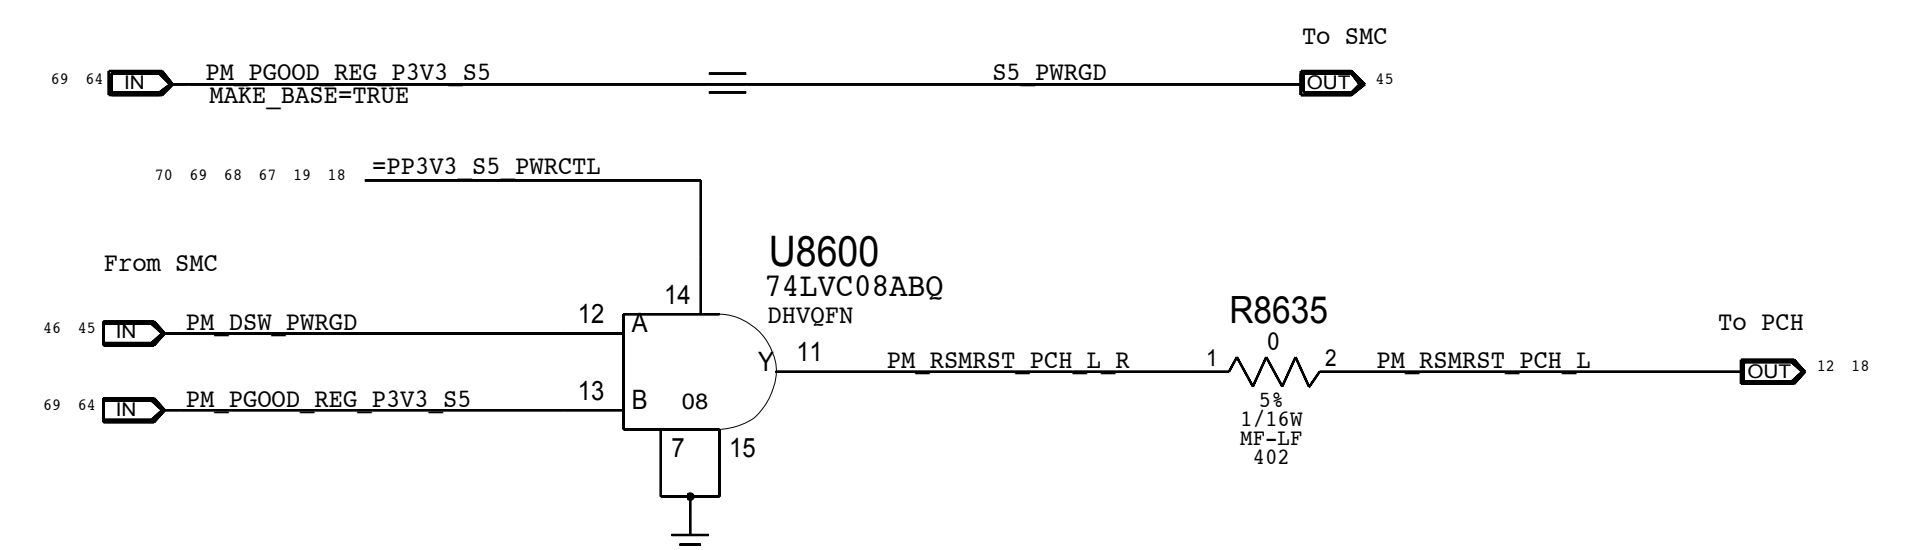 To SMC
69 64 IN PM_PGOOD_REG_P3V3_S5 S5_PWRGD OUT 45
MAKE_BASE=TRUE
70 69 68 67 19 18 =PP3V3_S5_PWRCTL
From SMC
U8600
74LVC08ABQ
DHVQFN
14
46 45 IN PM_DSW_PWRGD 12 A
R8635
0
To PCH
Y 11 PM_RSMRST_PCH_L_R 1 2 PM_RSMRST_PCH_L OUT 12 18
69 64 IN PM_PGOOD_REG_P3V3_S5 13 B 08
5%
1/16W
MF-LF
402
7 15